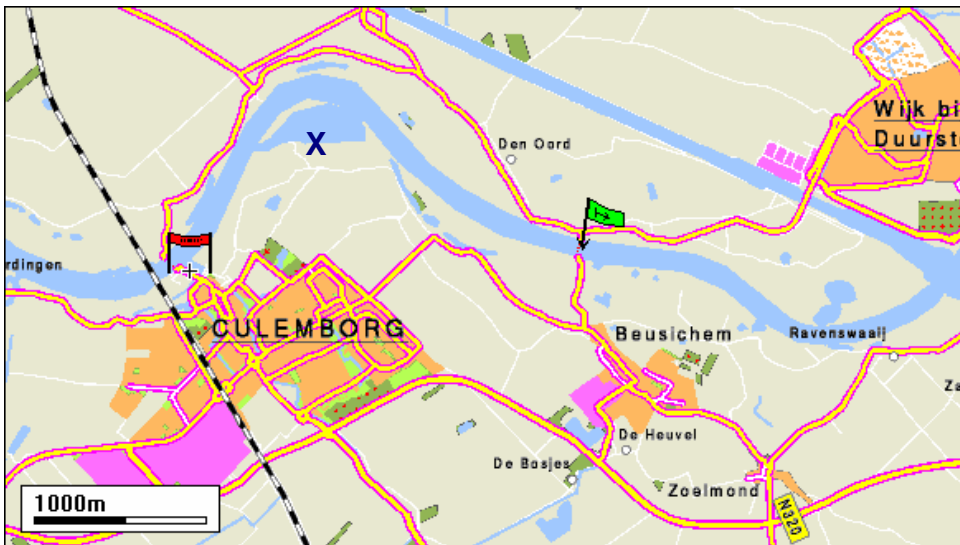 Wijk bi
Duurst
X
Den Oord
rdingen
CULEMBORG
Beusichem
Ravenswaaij
Za
De Heuvel
De Bosjes
Zoelmond
1000m
N320